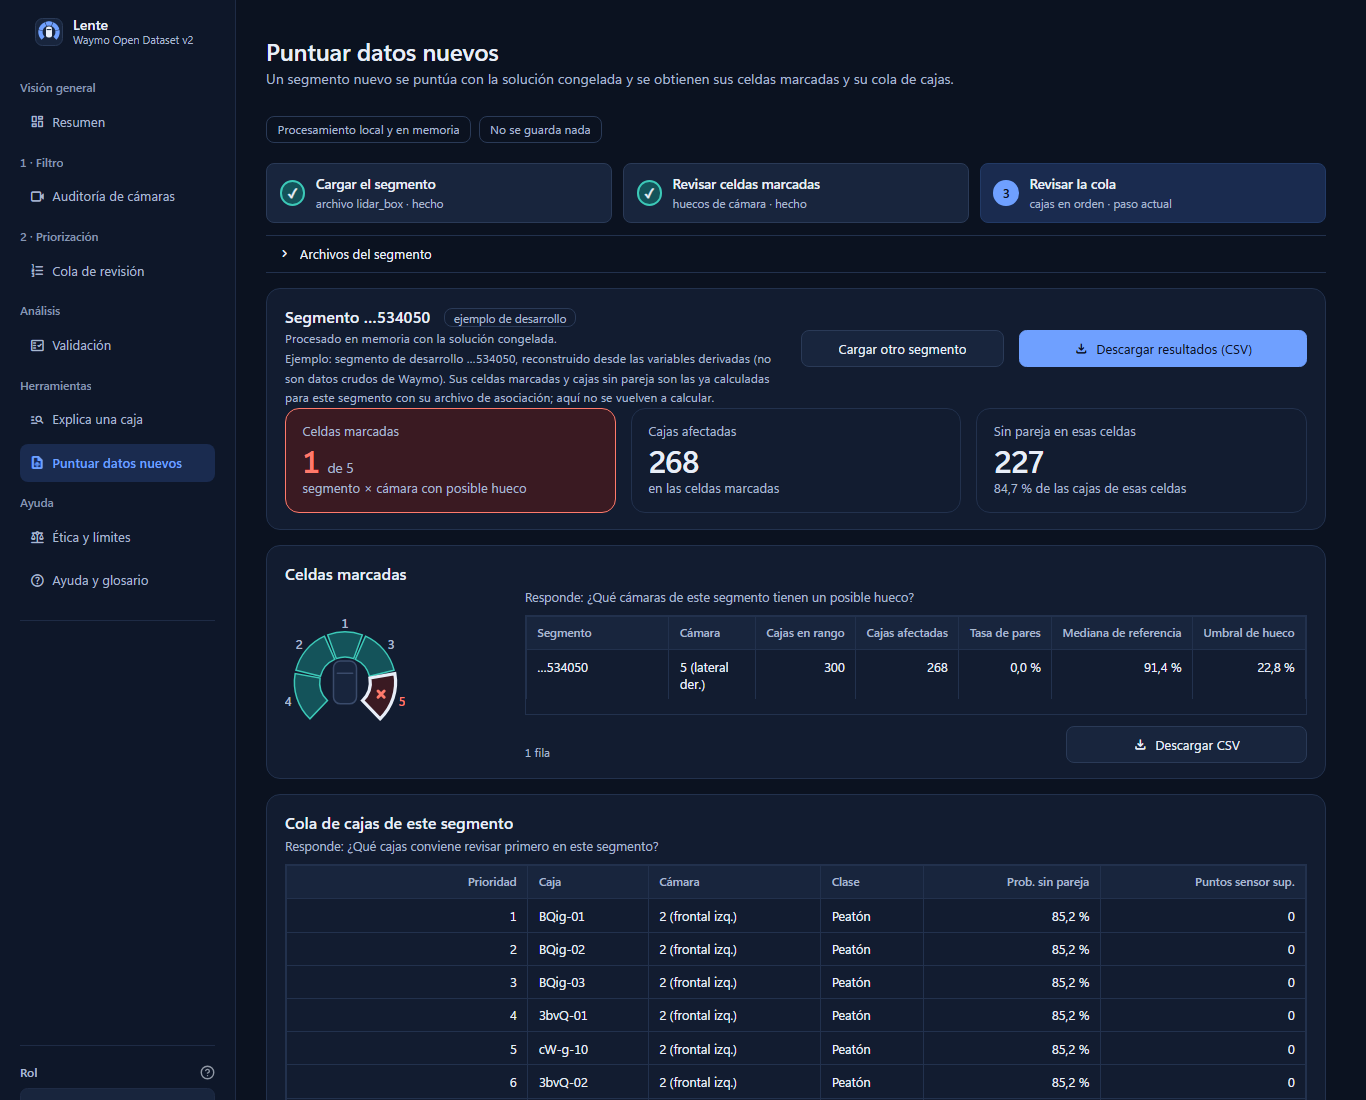 Lente
Waymo Open Dataset v2
Visión general
Resumen
1 · Filtro
Auditoría de cámaras
2 · Priorización
Cola de revisión
Análisis
Validación
Herramientas
Explica una caja
Puntuar datos nuevos
Ayuda
Ética y límites
Ayuda y glosario
Rol
Puntuar datos nuevos
Un segmento nuevo se puntúa con la solución congelada y se obtienen sus celdas marcadas y su cola de cajas.
Procesamiento local y en memoria
No se guarda nada
Cargar el segmento
archivo lidar_box · hecho
Revisar celdas marcadas
huecos de cámara · hecho
3
Revisar la cola
cajas en orden · paso actual
Archivos del segmento
Segmento ...534050
ejemplo de desarrollo
Procesado en memoria con la solución congelada.
Ejemplo: segmento de desarrollo ...534050, reconstruido desde las variables derivadas (no
son datos crudos de Waymo). Sus celdas marcadas y cajas sin pareja son las ya calculadas
para este segmento con su archivo de asociación; aquí no se vuelven a calcular.
Cargar otro segmento
Descargar resultados (CSV)
Celdas marcadas
1 de 5
segmento × cámara con posible hueco
Cajas afectadas
268
en las celdas marcadas
Sin pareja en esas celdas
227
84,7 % de las cajas de esas celdas
Celdas marcadas
1
2
3
4
5
Responde: ¿Qué cámaras de este segmento tienen un posible hueco?
Segmento Cámara Cajas en rango Cajas afectadas Tasa de pares Mediana de referencia Umbral de hueco
...534050 5 (lateral der.) 300 268 0,0 % 91,4 % 22,8 %
1 fila
Descargar CSV
Cola de cajas de este segmento
Responde: ¿Qué cajas conviene revisar primero en este segmento?
Prioridad Caja Cámara Clase Prob. sin pareja Puntos sensor sup.
1 BQig-01 2 (frontal izq.) Peatón 85,2 % 0
2 BQig-02 2 (frontal izq.) Peatón 85,2 % 0
3 BQig-03 2 (frontal izq.) Peatón 85,2 % 0
4 3bvQ-01 2 (frontal izq.) Peatón 85,2 % 0
5 cW-g-10 2 (frontal izq.) Peatón 85,2 % 0
6 3bvQ-02 2 (frontal izq.) Peatón 85,2 % 0